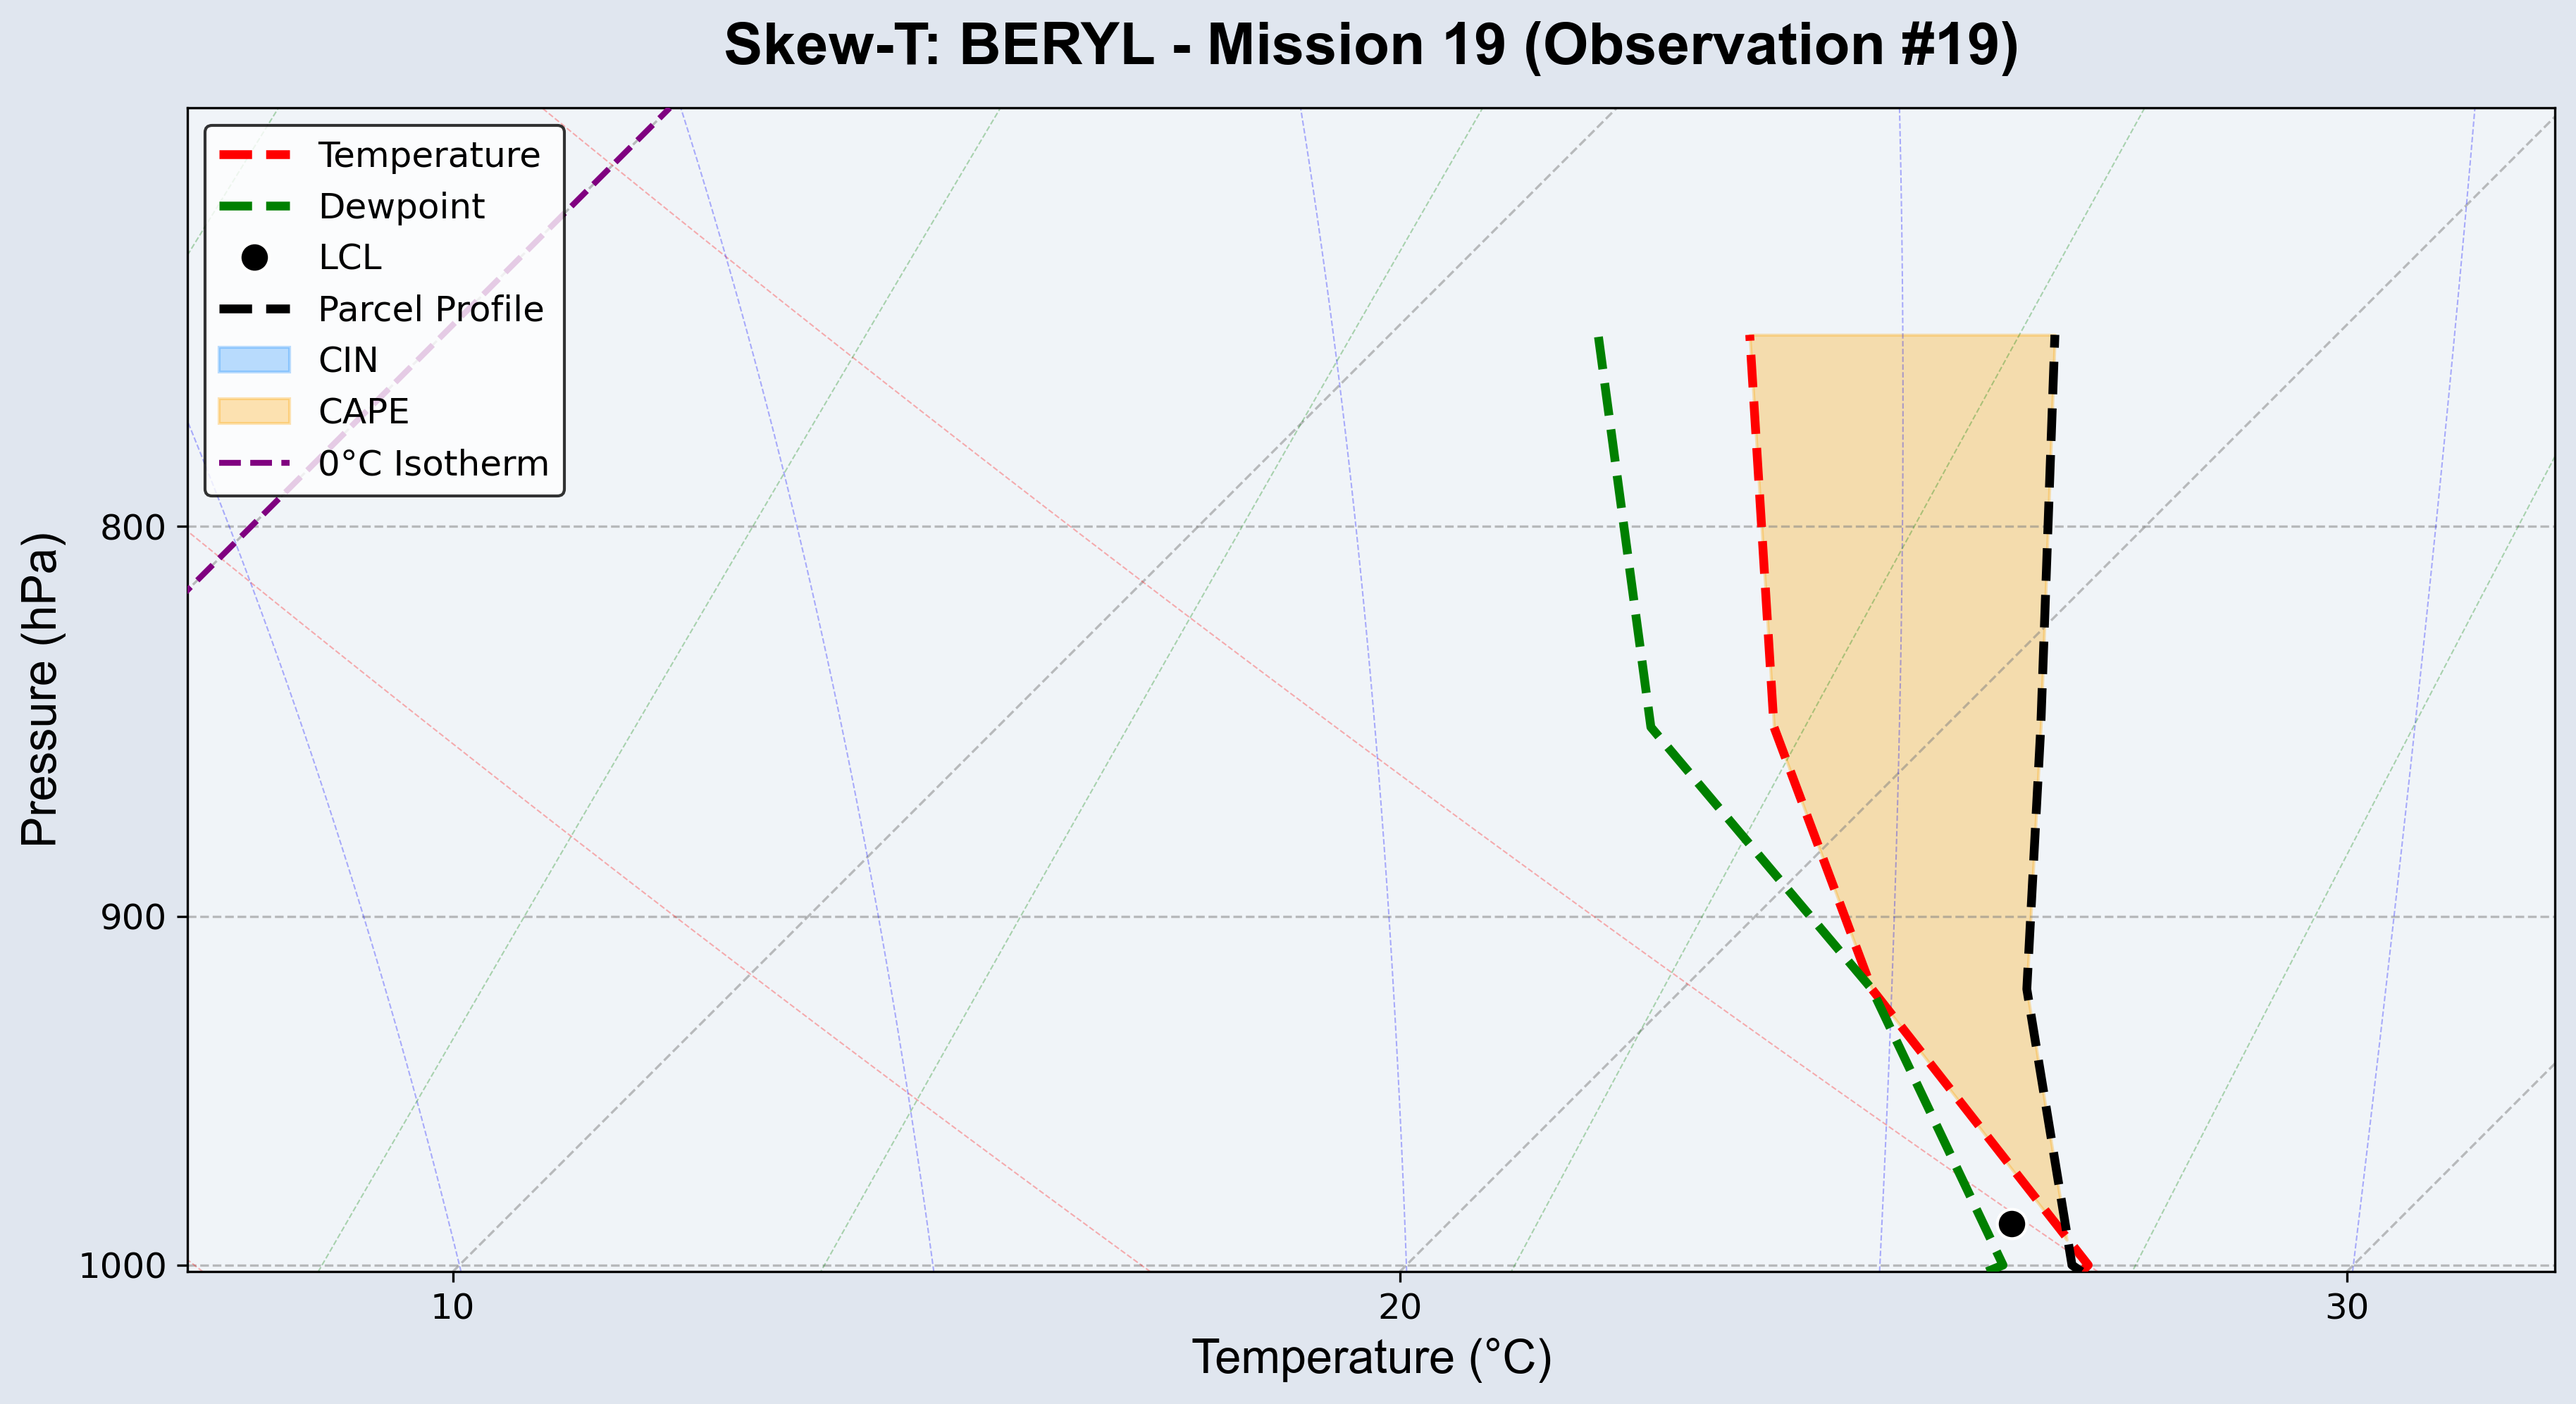 Skew-T: BERYL - Mission 19 (Observation #19)
Temperature
Dewpoint
LCL
Parcel Profile
CIN
CAPE
0°C Isotherm
Pressure (hPa)
800
900
1000
10
20
30
Temperature (°C)